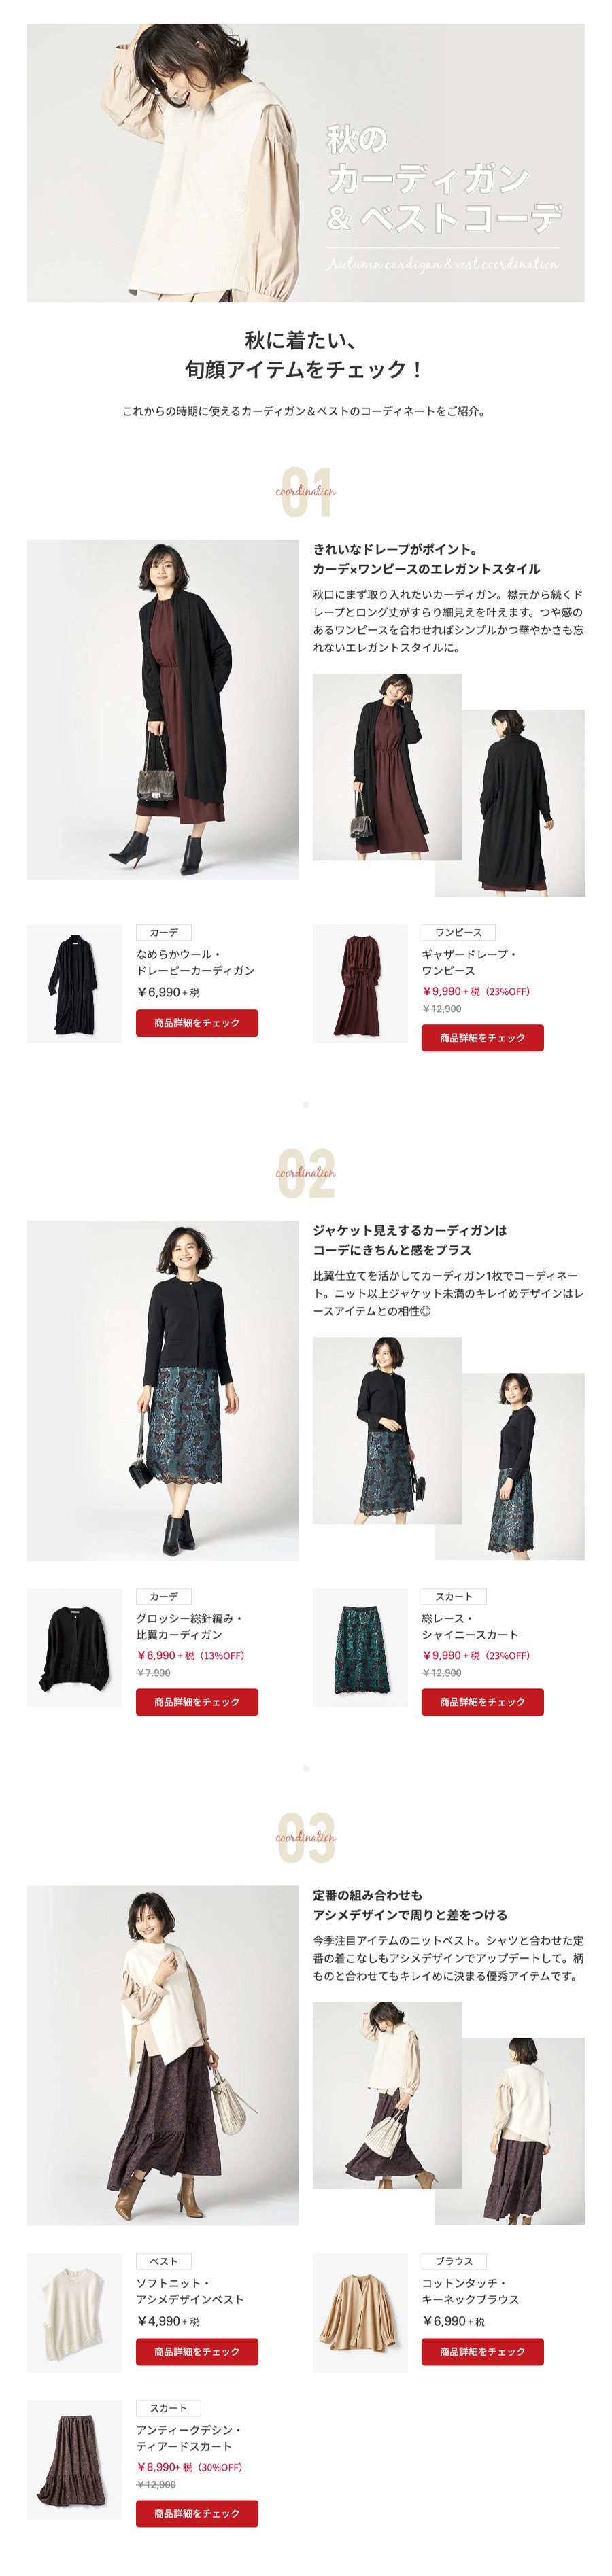 秋の
カーディガン
& ベストコーデ
Autumn cardigan & vest coordination
秋に着たい、
旬顔アイテムをチェック！
これからの時期に使えるカーディガン＆ベストのコーディネートをご紹介。
01
coordination
きれいなドレープがポイント。
カーデ×ワンピースのエレガントスタイル
秋口にまず取り入れたいカーディガン。襟元から続くド
レープとロング丈がすらり細見えを叶えます。つや感の
あるワンピースを合わせればシンプルかつ華やかさも忘
れないエレガントスタイルに。
カーデ
なめらかウール・
ドレーピーカーディガン
￥6,990 + 税
商品詳細をチェック
ワンピース
ギャザードレープ・
ワンピース
￥9,990 + 税（23%OFF）
￥12,900
商品詳細をチェック
02
coordination
ジャケット見えするカーディガンは
コーデにきちんと感をプラス
比翼仕立てを活かしてカーディガン1枚でコーディネー
ト。ニット以上ジャケット未満のキレイめデザインはレ
ースアイテムとの相性◎
カーデ
グロッシー総針編み・
比翼カーディガン
￥6,990 + 税（13%OFF）
￥7,990
商品詳細をチェック
スカート
総レース・
シャイニースカート
￥9,990 + 税（23%OFF）
￥12,900
商品詳細をチェック
03
coordination
定番の組み合わせも
アシメデザインで周りと差をつける
今季注目アイテムのニットベスト。シャツと合わせた定
番の着こなしもアシメデザインでアップデートして。柄
ものと合わせてもキレイめに決まる優秀アイテムです。
ベスト
ソフトニット・
アシメデザインベスト
￥4,990 + 税
商品詳細をチェック
ブラウス
コットンタッチ・
キーネックブラウス
￥6,990 + 税
商品詳細をチェック
スカート
アンティークデシン・
ティアードスカート
￥8,990+ 税（30%OFF）
￥12,900
商品詳細をチェック